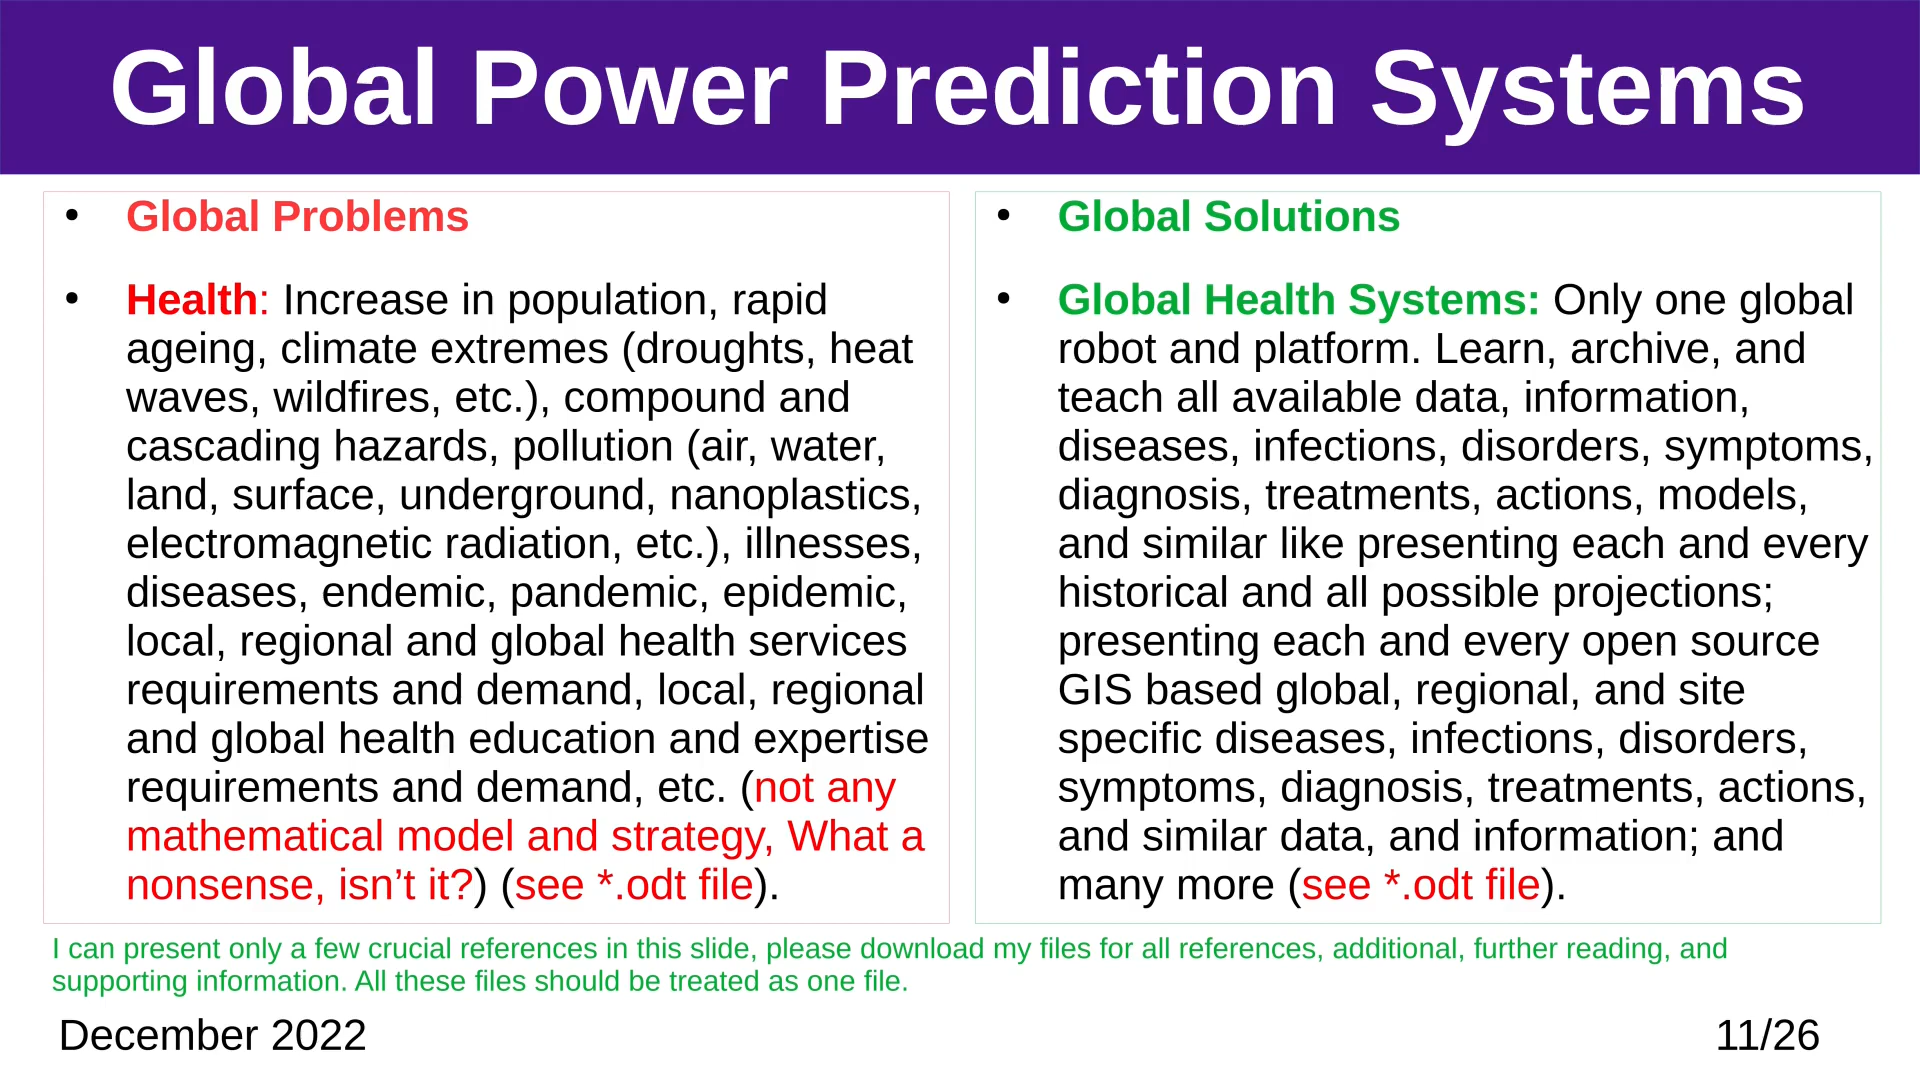 Global Power Prediction Systems
• Global Problems
• Health: Increase in population, rapid
ageing, climate extremes (droughts, heat
waves, wildfires, etc.), compound and
cascading hazards, pollution (air, water,
land, surface, underground, nanoplastics,
electromagnetic radiation, etc.), illnesses,
diseases, endemic, pandemic, epidemic,
local, regional and global health services
requirements and demand, local, regional
and global health education and expertise
requirements and demand, etc. (not any
mathematical model and strategy, What a
nonsense, isn’t it?) (see *.odt file).
• Global Solutions
• Global Health Systems: Only one global
robot and platform. Learn, archive, and
teach all available data, information,
diseases, infections, disorders, symptoms,
diagnosis, treatments, actions, models,
and similar like presenting each and every
historical and all possible projections;
presenting each and every open source
GIS based global, regional, and site
specific diseases, infections, disorders,
symptoms, diagnosis, treatments, actions,
and similar data, and information; and
many more (see *.odt file).
I can present only a few crucial references in this slide, please download my files for all references, additional, further reading, and
supporting information. All these files should be treated as one file.
December 2022
11/26